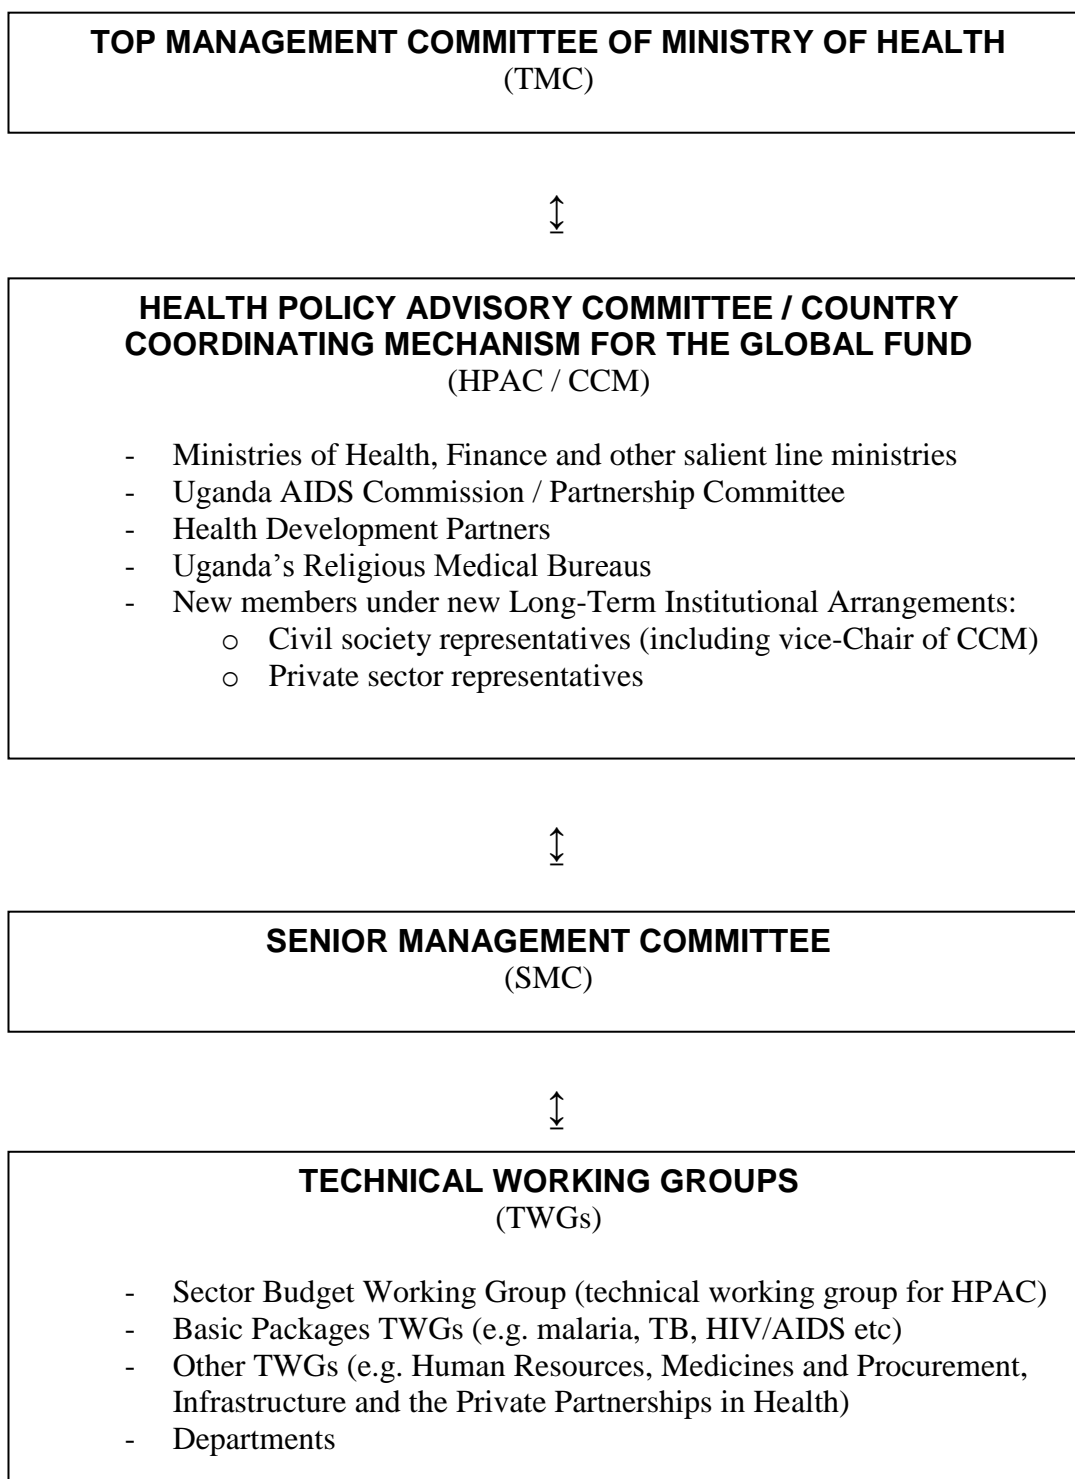 TOP MANAGEMENT COMMITTEE OF MINISTRY OF HEALTH
(TMC)
↨
HEALTH POLICY ADVISORY COMMITTEE / COUNTRY
COORDINATING MECHANISM FOR THE GLOBAL FUND
(HPAC / CCM)
- Ministries of Health, Finance and other salient line ministries
- Uganda AIDS Commission / Partnership Committee
- Health Development Partners
- Uganda’s Religious Medical Bureaus
- New members under new Long-Term Institutional Arrangements:
o Civil society representatives (including vice-Chair of CCM)
o Private sector representatives
↨
SENIOR MANAGEMENT COMMITTEE
(SMC)
↨
TECHNICAL WORKING GROUPS
(TWGs)
- Sector Budget Working Group (technical working group for HPAC)
- Basic Packages TWGs (e.g. malaria, TB, HIV/AIDS etc)
- Other TWGs (e.g. Human Resources, Medicines and Procurement,
Infrastructure and the Private Partnerships in Health)
- Departments